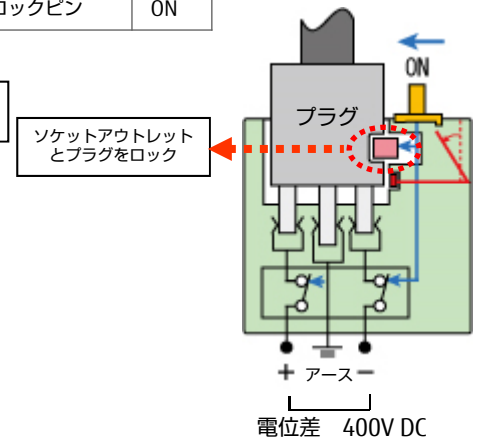 ロックピン ON
ON
プラグ
ソケットアウトレット
とプラグをロック
+ アース −
電位差 400V DC